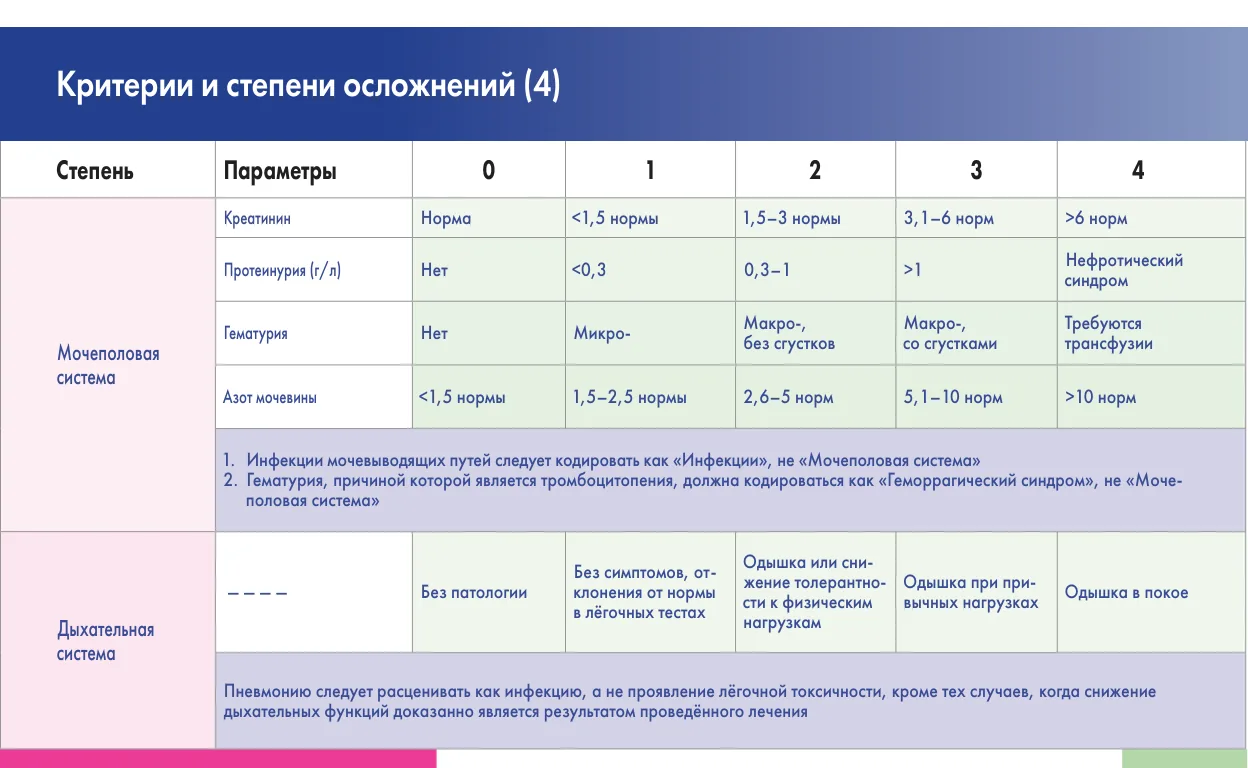 Критерии и степени осложнений (4)
Степень Параметры 0 1 2 3 4
Мочеполовая
система
Креатинин Норма <1,5 нормы 1,5–3 нормы 3,1–6 норм >6 норм
Протеинурия (г/л) Нет <0,3 0,3–1 >1 Нефротический
синдром
Гематурия Нет Микро- Макро-,
без сгустков
Макро-,
со сгустками
Требуются
трансфузии
Азот мочевины <1,5 нормы 1,5–2,5 нормы 2,6–5 норм 5,1–10 норм >10 норм
1. Инфекции мочевыводящих путей следует кодировать как «Инфекции», не «Мочеполовая система»
2. Гематурия, причиной которой является тромбоцитопения, должна кодироваться как «Геморрагический синдром», не «Моче-
половая система»
Дыхательная
система
– – – –
Без патологии
Без симптомов, от-
клонения от нормы
в лёгочных тестах
Одышка или сни-
жение толерантно-
сти к физическим
нагрузкам
Одышка при при-
вычных нагрузках
Одышка в покое
Пневмонию следует расценивать как инфекцию, а не проявление лёгочной токсичности, кроме тех случаев, когда снижение
дыхательных функций доказанно является результатом проведённого лечения